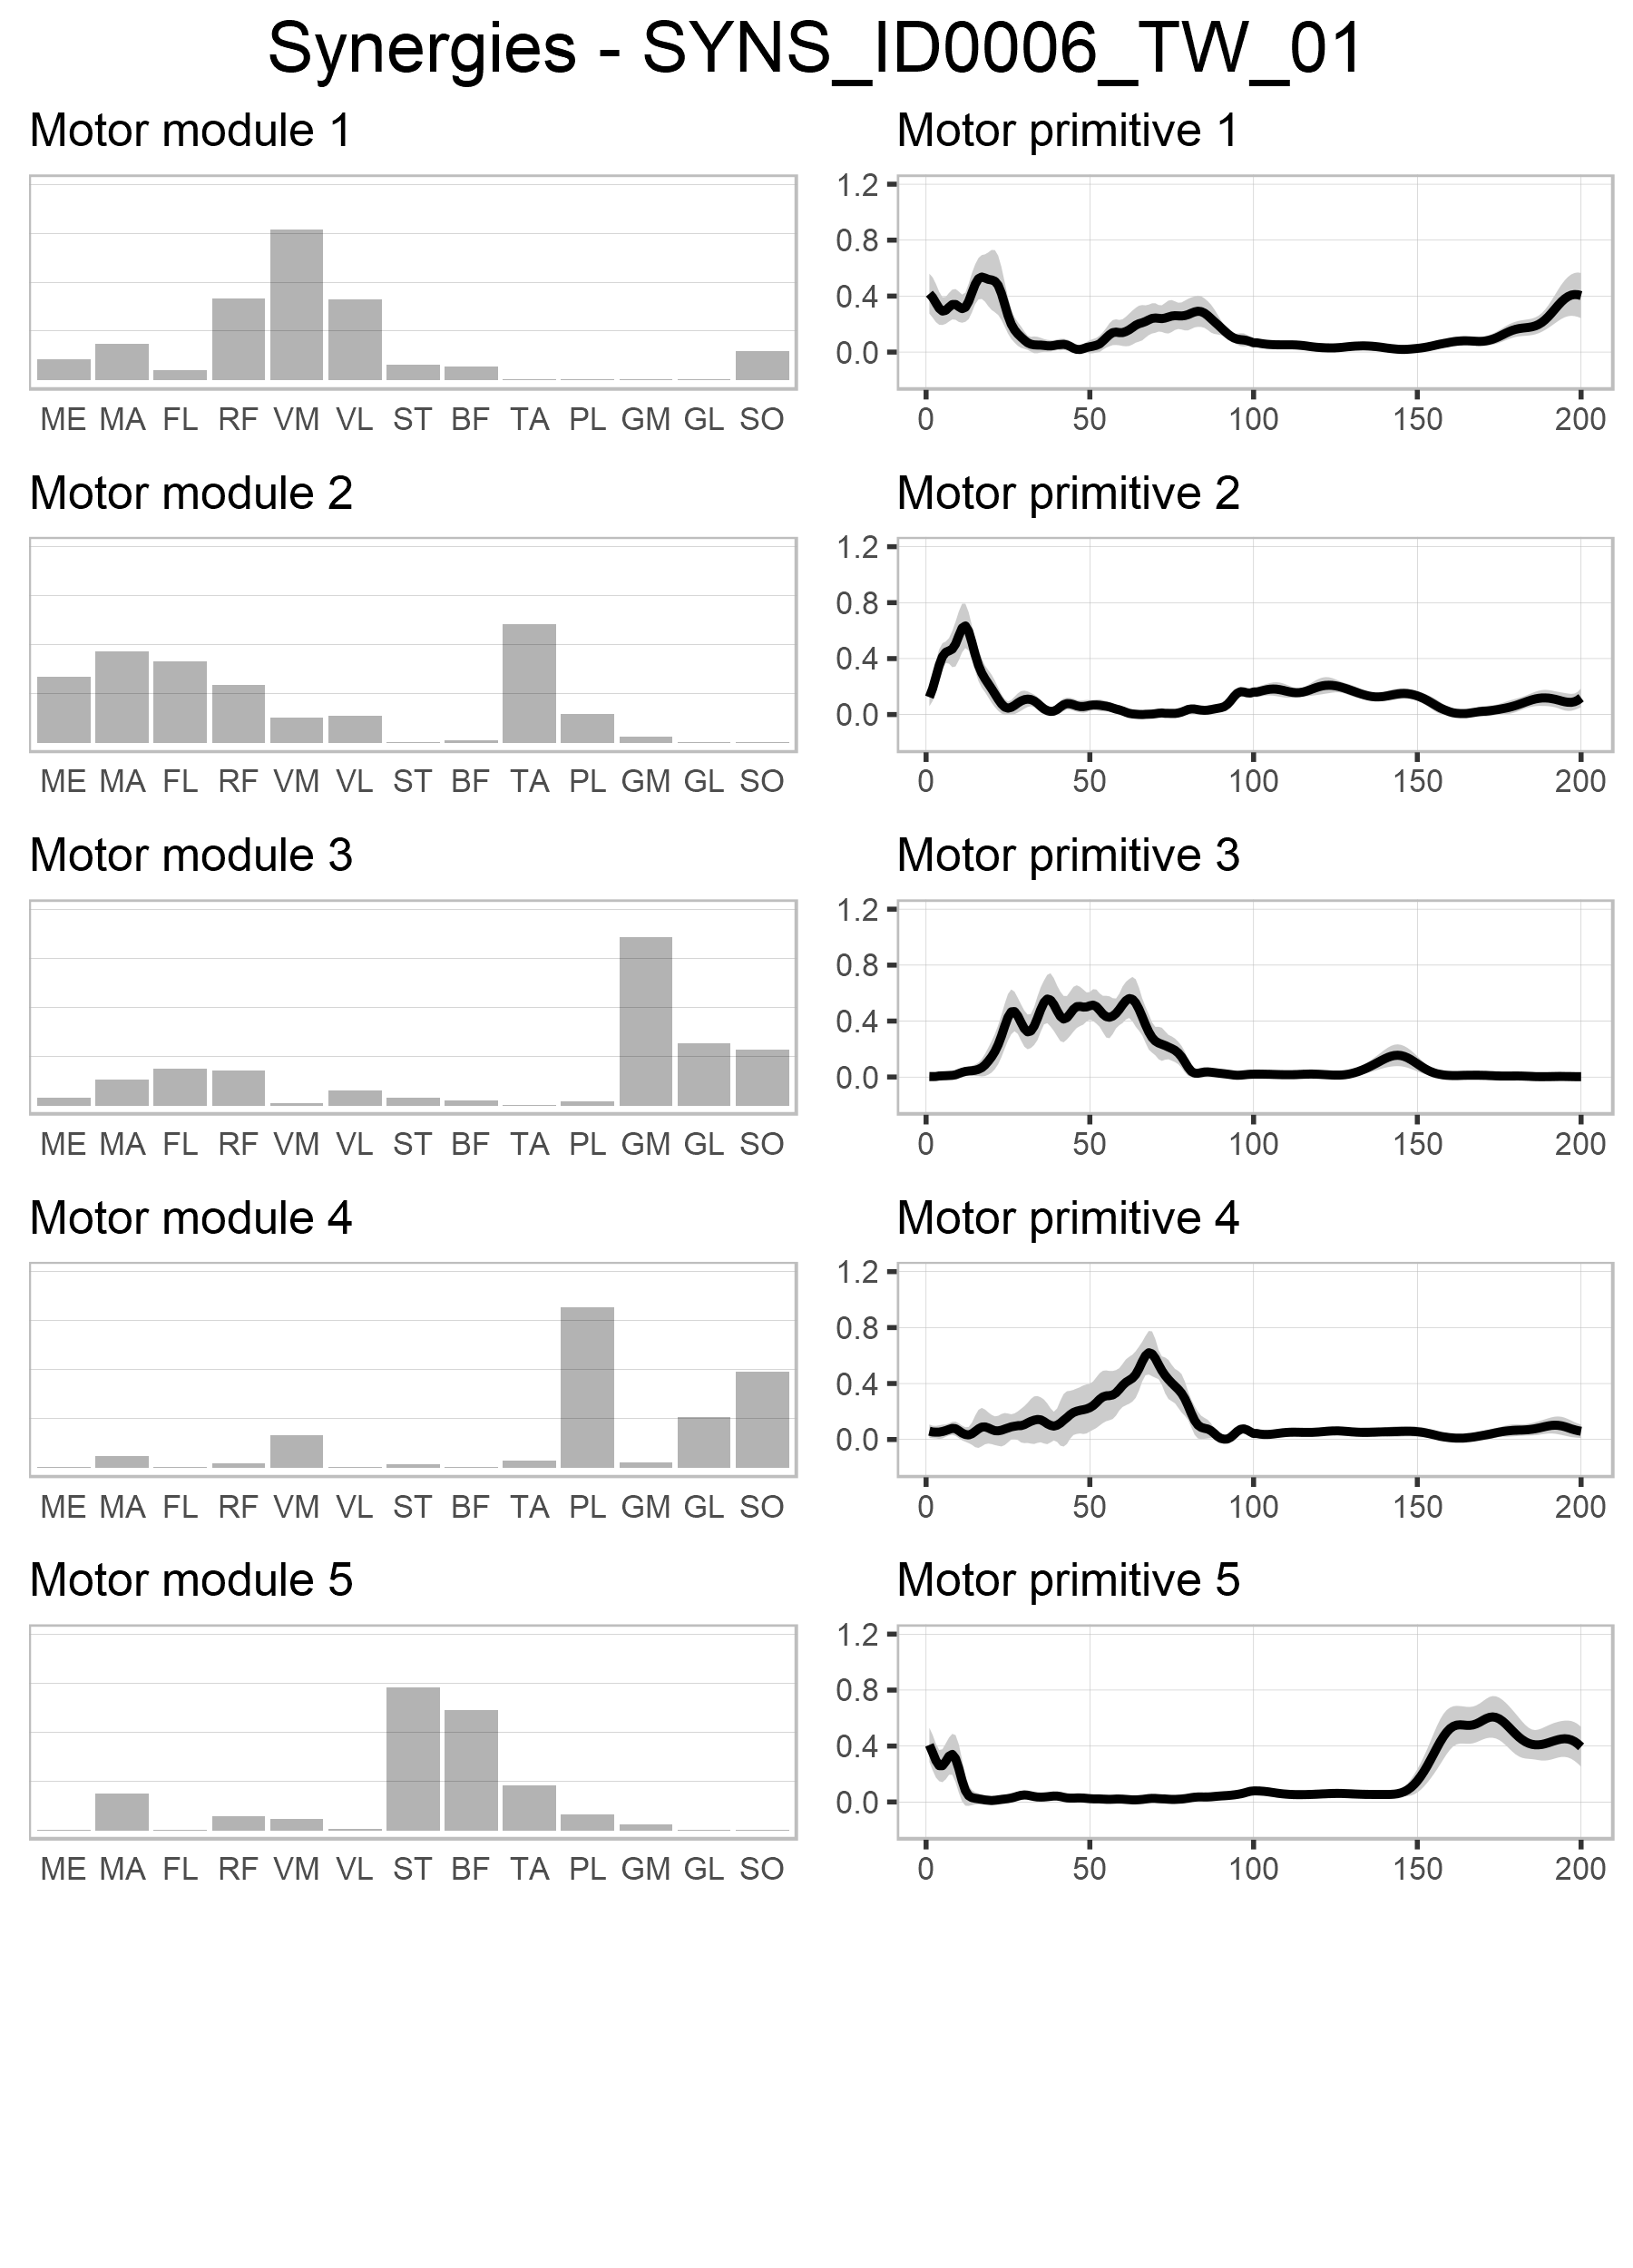 Synergies - SYNS_ID0006_TW_01
Motor module 1
Motor primitive 1
ME MA FL RF VM VL ST BF TA PL GM GL SO
1.2
0.8
0.4
0.0
0 50 100 150 200
Motor module 2
Motor primitive 2
ME MA FL RF VM VL ST BF TA PL GM GL SO
1.2
0.8
0.4
0.0
0 50 100 150 200
Motor module 3
Motor primitive 3
ME MA FL RF VM VL ST BF TA PL GM GL SO
1.2
0.8
0.4
0.0
0 50 100 150 200
Motor module 4
Motor primitive 4
ME MA FL RF VM VL ST BF TA PL GM GL SO
1.2
0.8
0.4
0.0
0 50 100 150 200
Motor module 5
Motor primitive 5
ME MA FL RF VM VL ST BF TA PL GM GL SO
1.2
0.8
0.4
0.0
0 50 100 150 200